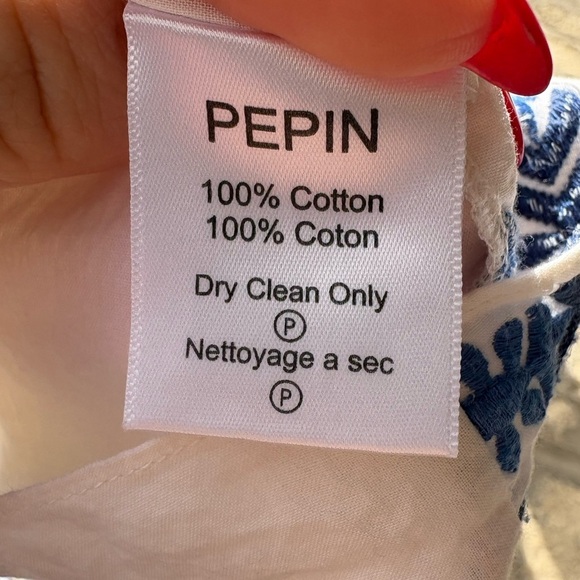 PEPIN
100% Cotton
100% Coton
Dry Clean Only
P
Nettoyage a sec
P